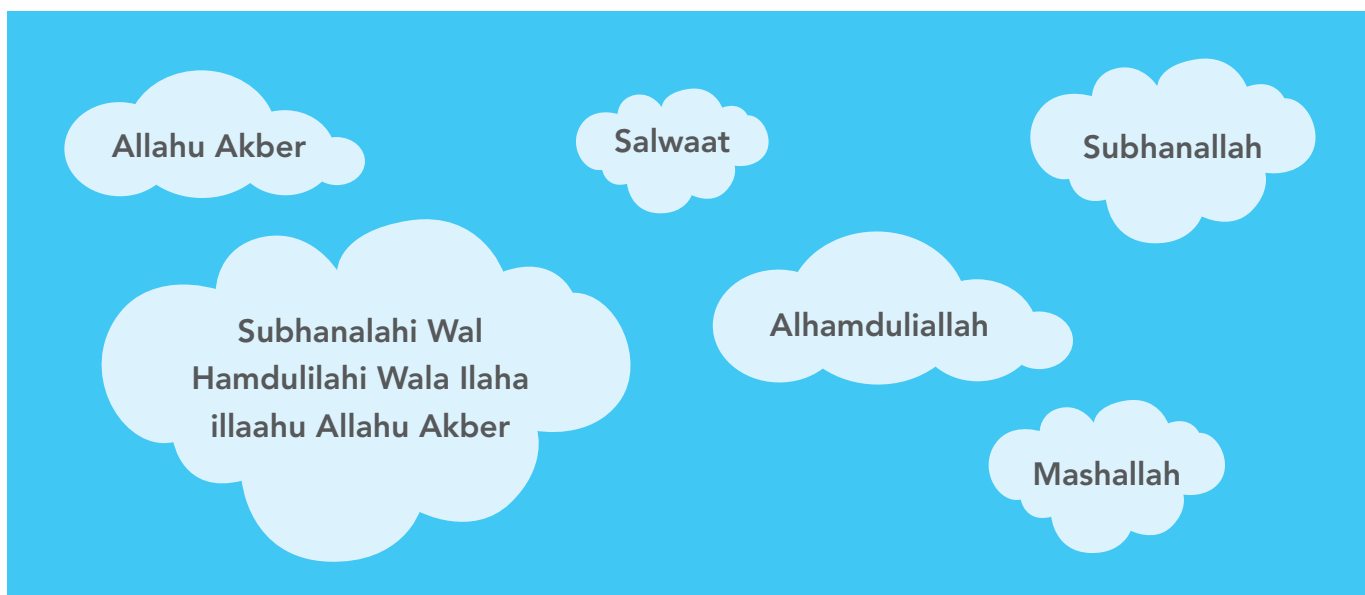 Allahu Akber
Salwaat
Subhanallah
Subhanalahi Wal
Hamdulilahi Wala Ilaha
illaahu Allahu Akber
Alhamduliallah
Mashallah